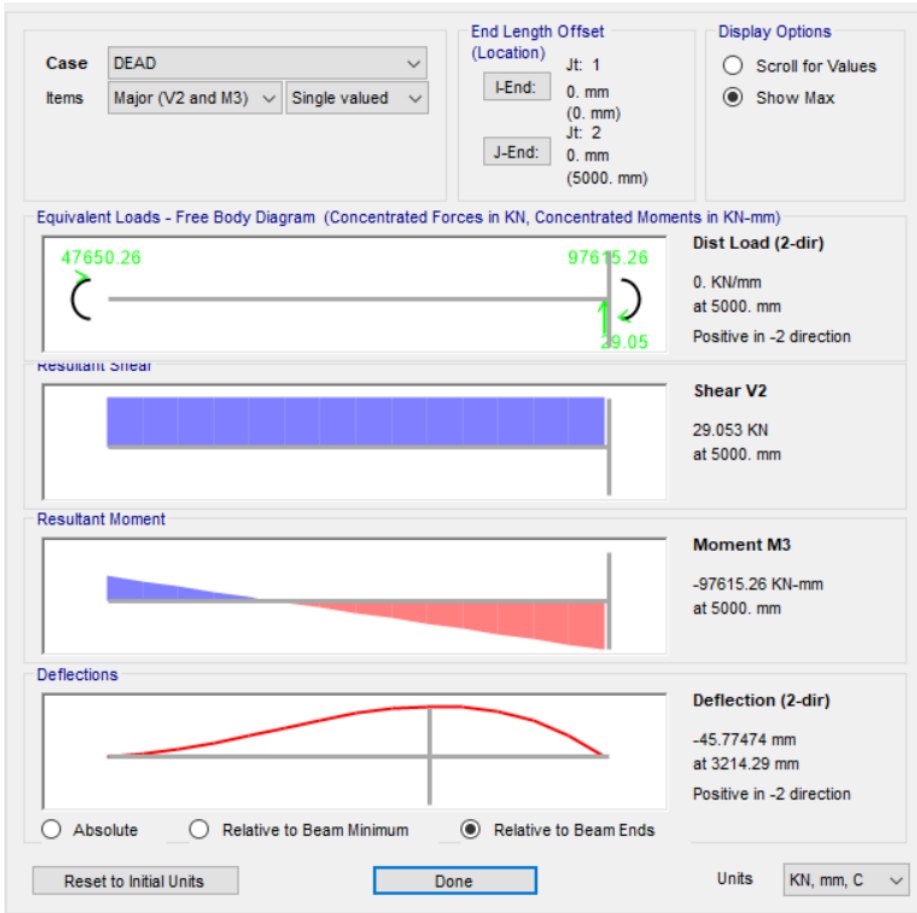 Case DEAD
Items Major (V2 and M3) Single valued
End Length Offset
(Location)
Jt: 1
I-End: 0. mm
(0. mm)
Jt: 2
J-End: 0. mm
(5000. mm)
Display Options
Scroll for Values
Show Max
Equivalent Loads - Free Body Diagram (Concentrated Forces in KN, Concentrated Moments in KN-mm)
47650.26 97615.26
29.05
Dist Load (2-dir)
0. KN/mm
at 5000. mm
Positive in -2 direction
Resultant Shear
Shear V2
29.053 KN
at 5000. mm
Resultant Moment
Moment M3
-97615.26 KN-mm
at 5000. mm
Deflections
Deflection (2-dir)
-45.77474 mm
at 3214.29 mm
Positive in -2 direction
Absolute Relative to Beam Minimum Relative to Beam Ends
Reset to Initial Units Done Units KN, mm, C